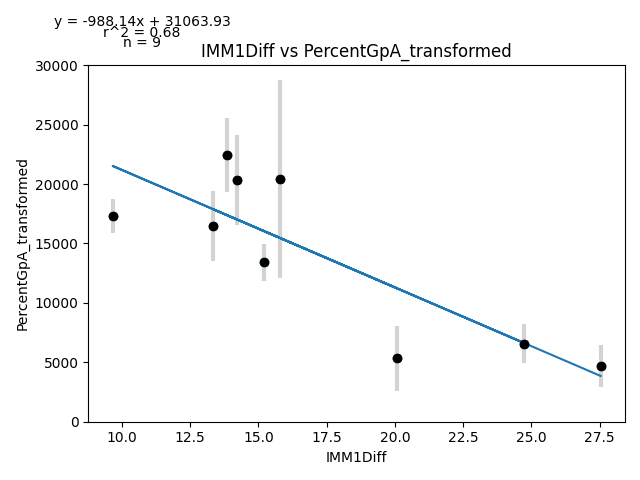 y = -988.14x + 31063.93
r^2 = 0.68
n = 9
IMM1Diff vs PercentGpA_transformed
30000
25000
20000
15000
10000
5000
0
PercentGpA_transformed
10.0 12.5 15.0 17.5 20.0 22.5 25.0 27.5
IMM1Diff